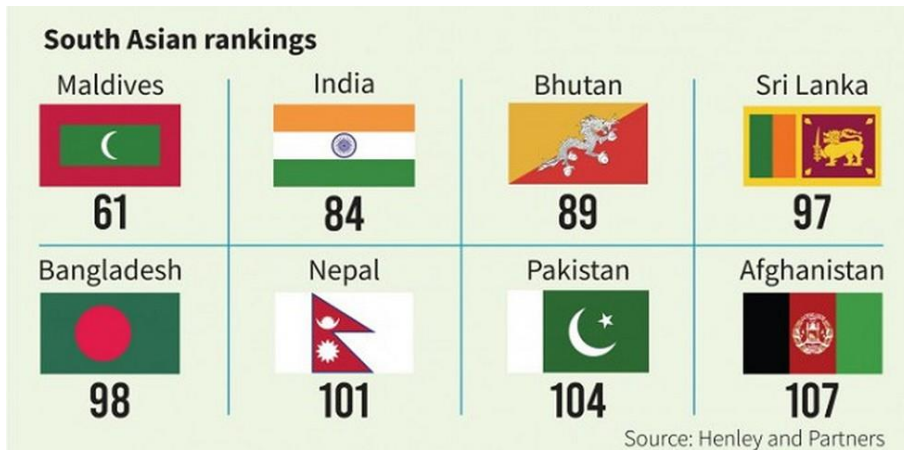 South Asian rankings
Maldives
India
Bhutan
Sri Lanka
61
84
89
97
Bangladesh
Nepal
Pakistan
Afghanistan
98
101
104
107
Source: Henley and Partners